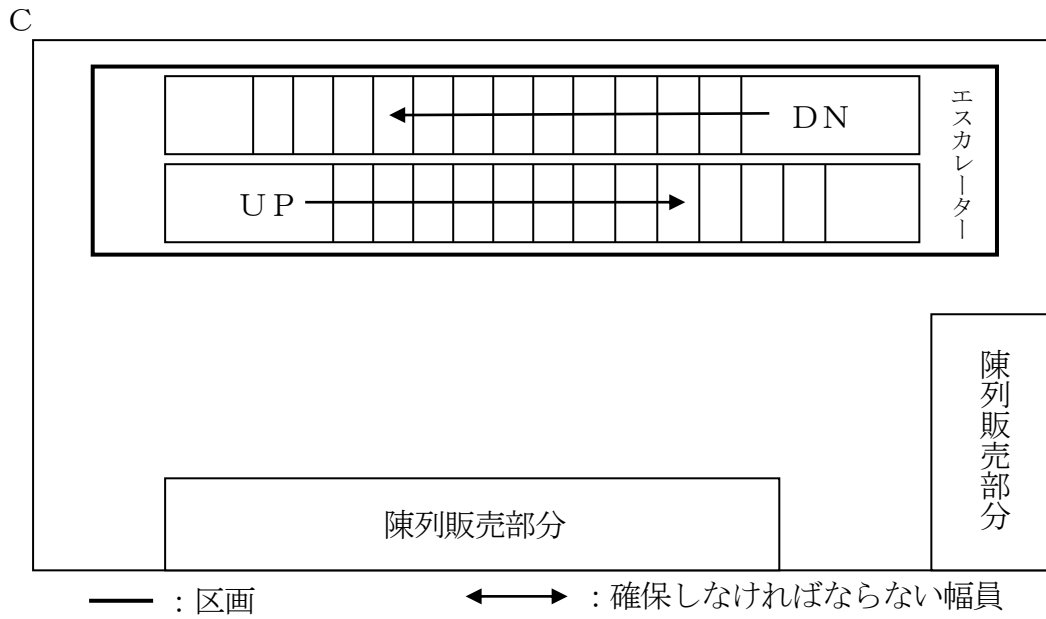 C
DN
UP
エスカレーター
陳列販売部分
陳列販売部分
：区画
：確保しなければならない幅員